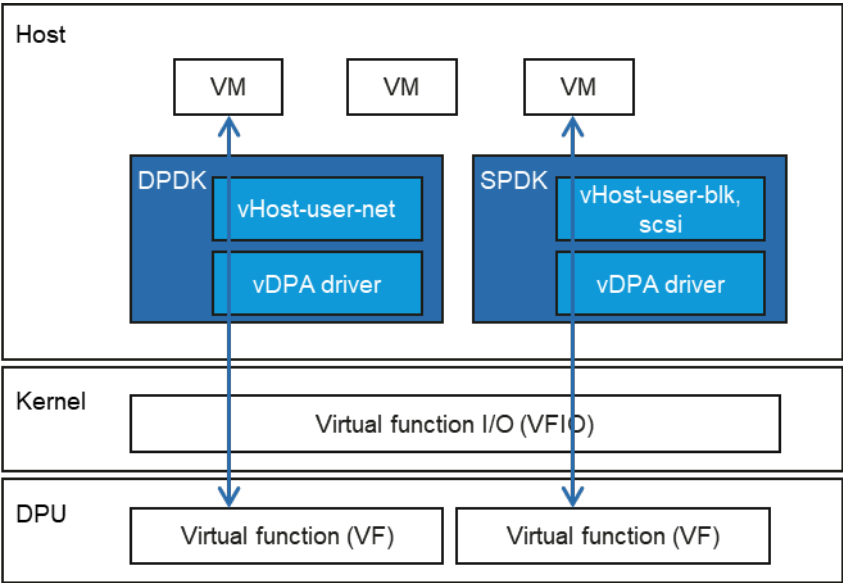 Host
VM
VM
VM
DPDK
vHost-user-net
vDPA driver
SPDK
vHost-user-blk,
scsi
vDPA driver
Kernel
Virtual function I/O (VFIO)
DPU
Virtual function (VF)
Virtual function (VF)